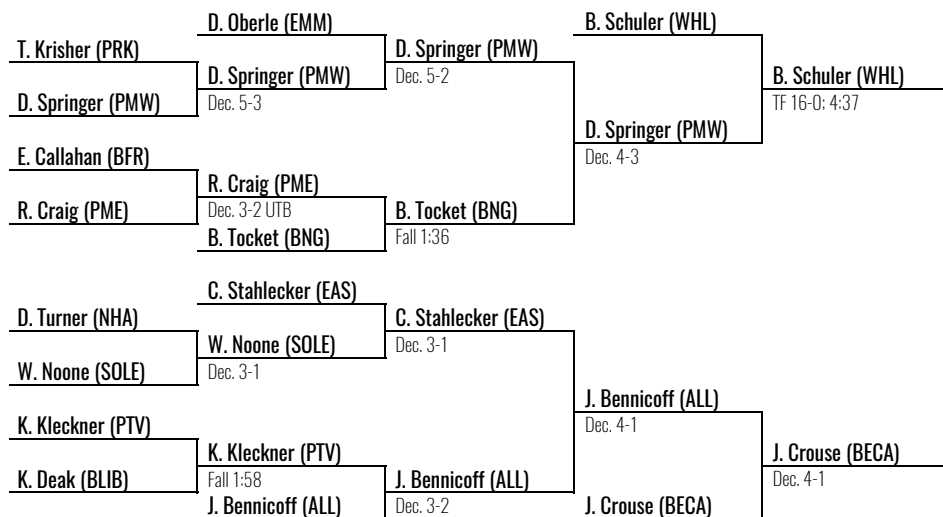 D. Oberle (EMM)
B. Schuler (WHL)
T. Krisher (PRK)
D. Springer (PMW)
Dec. 5-2
D. Springer (PMW)
Dec. 5-3
B. Schuler (WHL)
TF 16-0; 4:37
D. Springer (PMW)
D. Springer (PMW)
Dec. 4-3
E. Callahan (BFR)
R. Craig (PME)
Dec. 3-2 UTB
R. Craig (PME)
B. Tocket (BNG)
Fall 1:36
B. Tocket (BNG)
C. Stahlecker (EAS)
D. Turner (NHA)
C. Stahlecker (EAS)
Dec. 3-1
W. Noone (SOLE)
Dec. 3-1
W. Noone (SOLE)
J. Bennicoff (ALL)
Dec. 4-1
K. Kleckner (PTV)
K. Kleckner (PTV)
Fall 1:58
J. Crouse (BECA)
Dec. 4-1
K. Deak (BLIB)
J. Bennicoff (ALL)
Dec. 3-2
J. Bennicoff (ALL)
J. Crouse (BECA)